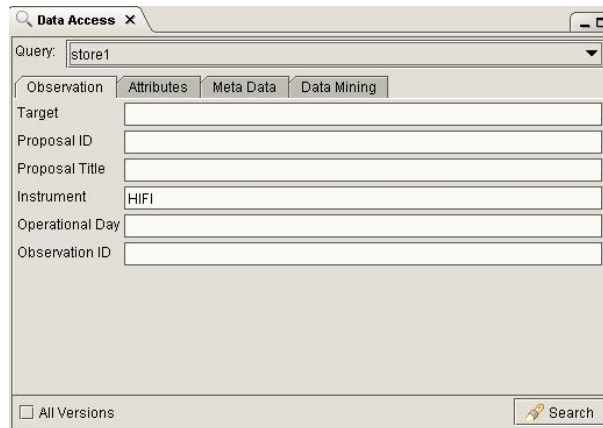 Data Access
Query: store1
Observation Attributes Meta Data Data Mining
Target
Proposal ID
Proposal Title
Instrument HIFI
Operational Day
Observation ID
All Versions Search